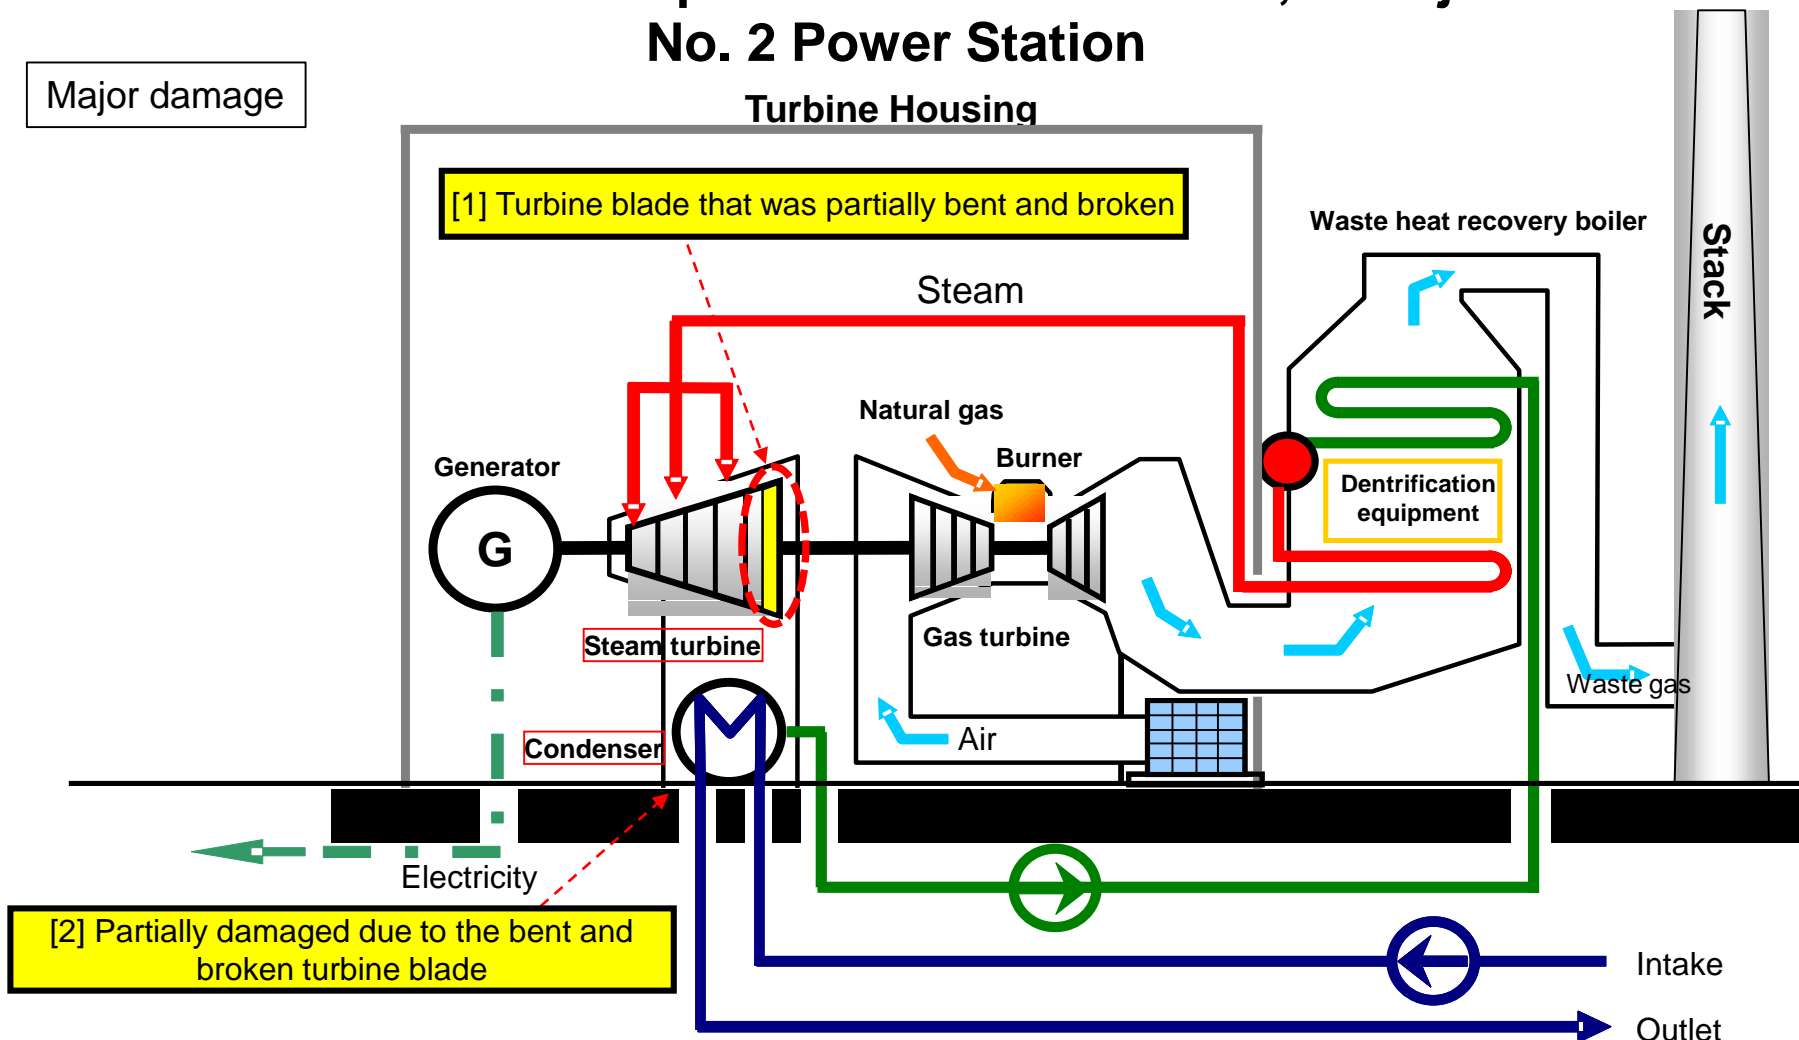 No. 2 Power Station
Major damage
Turbine Housing
[1] Turbine blade that was partially bent and broken
Waste heat recovery boiler
Stack
Steam
Natural gas
Burner
Generator
Dentrification
equipment
G
Gas turbine
Steam turbine
Waste gas
Condenser
Air
Electricity
[2] Partially damaged due to the bent and
broken turbine blade
Intake
Outlet